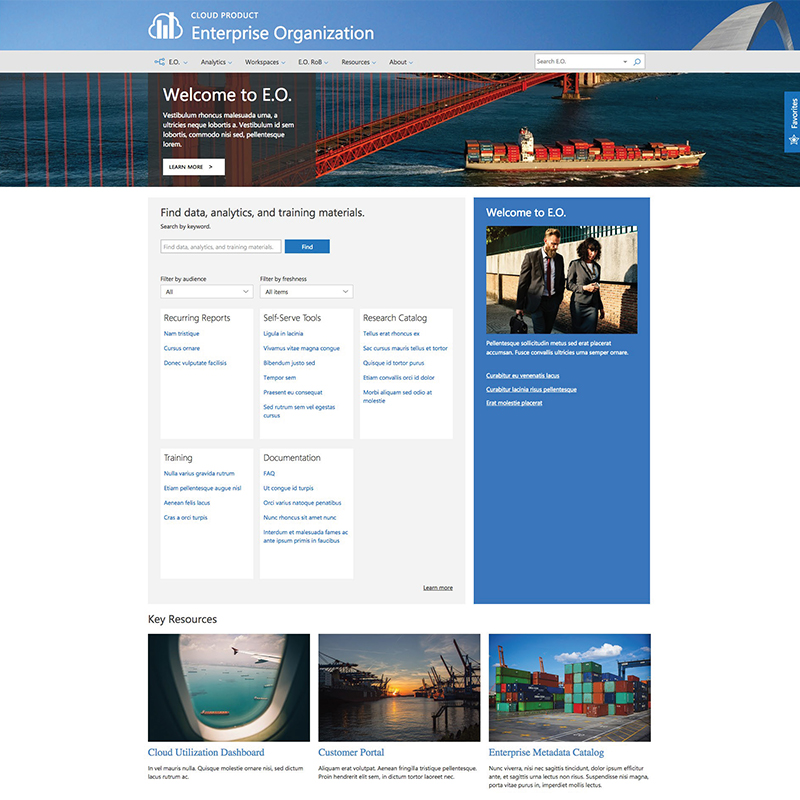 CLOUD PRODUCT
Enterprise Organization
E.O. Analytics Workspaces E.O. RoB Resources About Search E.O.
Favorites
Welcome to E.O.
Vestibulum rhoncus malesuada urna, a
ultricies neque lobortis a. Vestibulum id sem
lobortis, commodo nisi sed, pellentesque
lorem.
LEARN MORE >
Find data, analytics, and training materials.
Search by keyword.
Find data, analytics, and training materials. Find
Filter by audience Filter by freshness
All All items
Recurring Reports
Nam tristique
Cursus ornare
Donec vulputate facilisis
Self-Serve Tools
Ligula in lacinia
Vivamus vitae magna congue
Bibendum justo sed
Tempor sem
Praesent eu consequat
Sed rutrum sem vel egestas
cursus
Research Catalog
Tellus erat rhoncus ex
Sac cursus mauris tellus et tortor
Quisque id tortor purus
Etiam convallis orci id dolor
Morbi aliquam sed odio at
molestie
Training
Nulla varius gravida rutrum
Etiam pellentesque augue nisl
Aenean felis lacus
Cras a orci turpis
Documentation
FAQ
Ut congue id turpis
Orci varius natoque penatibus
Nunc rhoncus sit amet nunc
Interdum et malesuada fames ac
ante ipsum primis in faucibus
Learn more
Welcome to E.O.
Pellentesque sollicitudin metus sed erat placerat
accumsan. Fusce convallis ultricies urna semper ornare.
Curabitur eu venenatis lacus
Curabitur lacinia risus pellentesque
Erat molestie placerat
Key Resources
Cloud Utilization Dashboard
In vel mauris nulla. Quisque molestie ornare nisi, sed dictum
lacus rutrum ac.
Customer Portal
Aliquam erat volutpat. Aenean fringilla tristique pellentesque.
Proin hendrerit elit sem, in dictum tortor laoreet nec.
Enterprise Metadata Catalog
Nunc viverra, nisi nec sagittis tincidunt, dolor ipsum efficitur
ante, et sagittis urna lectus non risus. Suspendisse nisi magna,
porta vitae purus in, imperdiet mollis lectus.